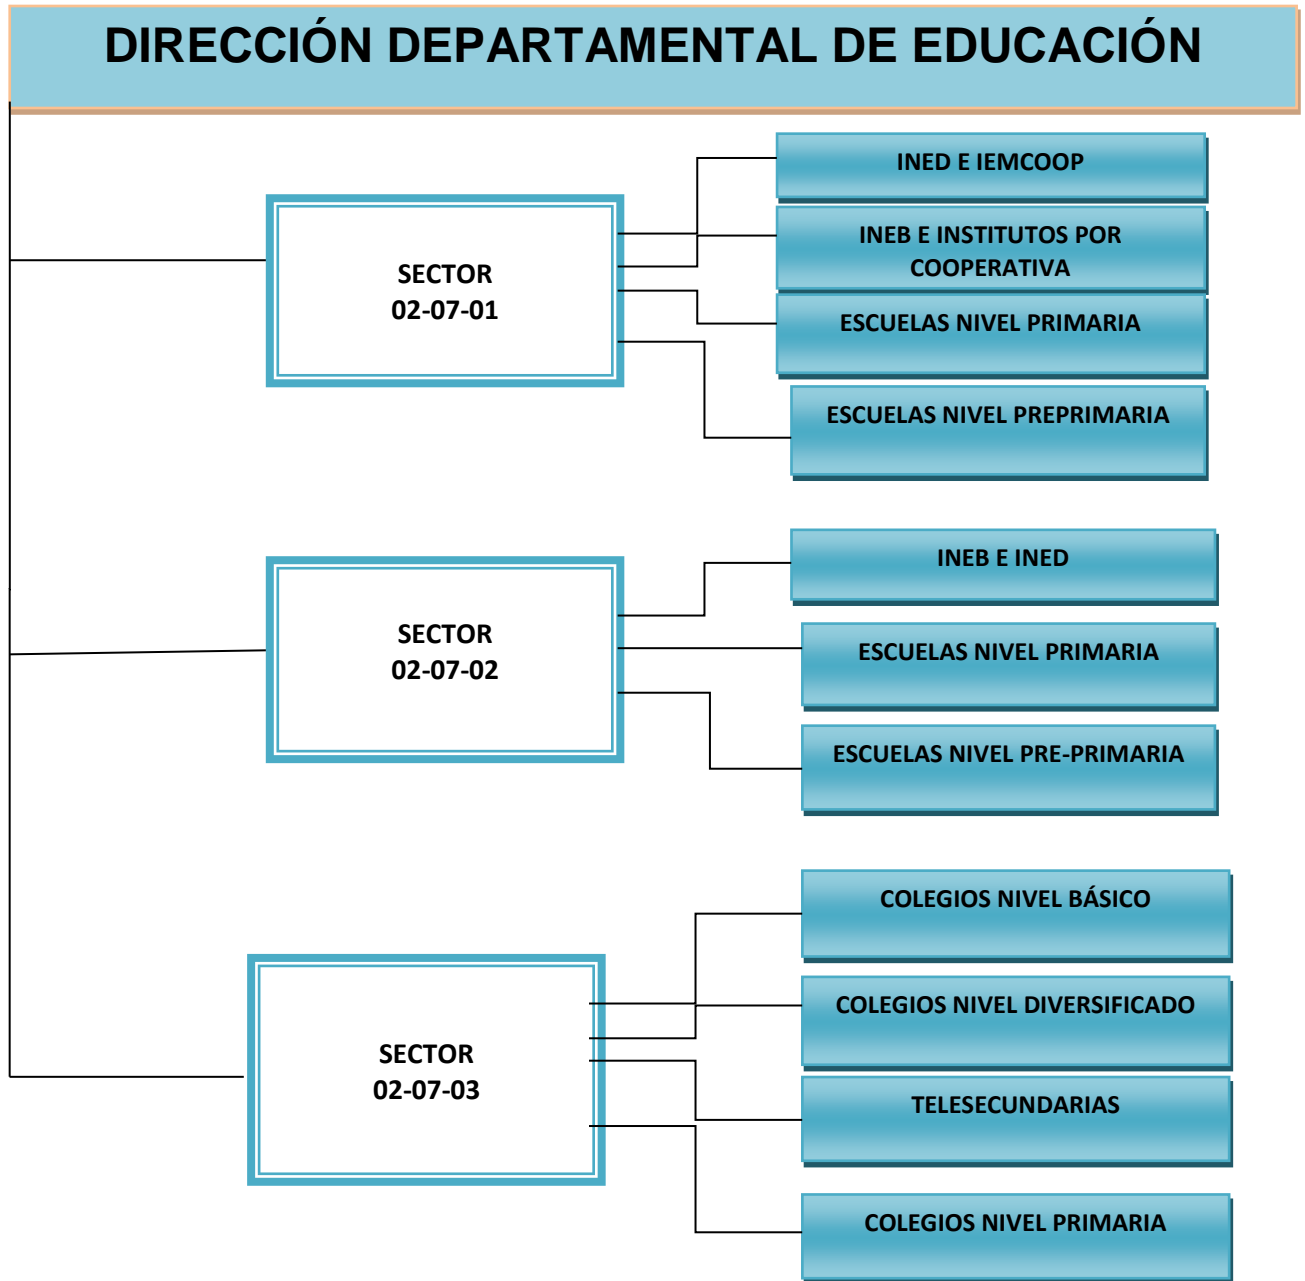 DIRECCIÓN DEPARTAMENTAL DE EDUCACIÓN
SECTOR
02-07-01
INED E IEMCOOP
INEB E INSTITUTOS POR
COOPERATIVA
ESCUELAS NIVEL PRIMARIA
ESCUELAS NIVEL PREPRIMARIA
SECTOR
02-07-02
INEB E INED
ESCUELAS NIVEL PRIMARIA
ESCUELAS NIVEL PRE-PRIMARIA
SECTOR
02-07-03
COLEGIOS NIVEL BÁSICO
COLEGIOS NIVEL DIVERSIFICADO
TELESECUNDARIAS
COLEGIOS NIVEL PRIMARIA